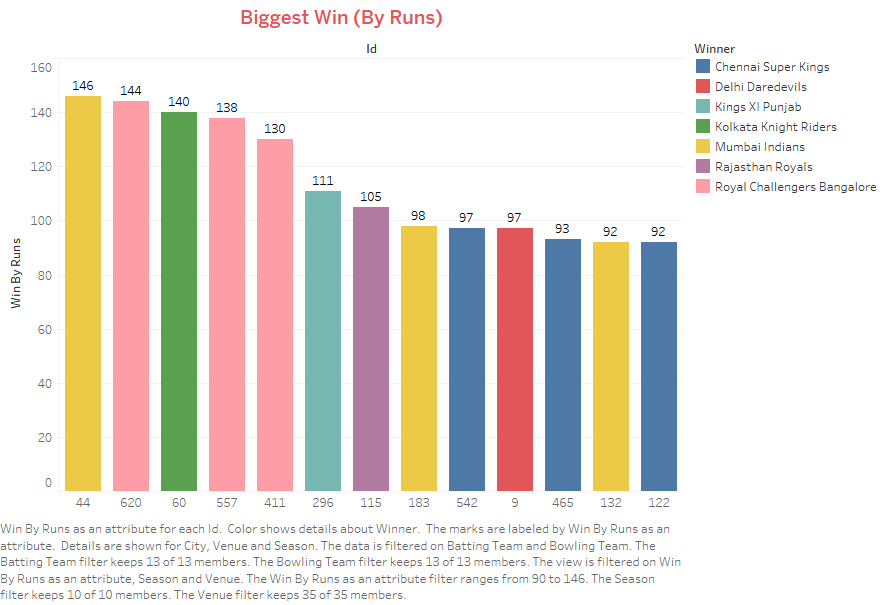 Biggest Win (By Runs)
Id
Winner
Chennai Super Kings
Delhi Daredevils
Kings XI Punjab
Kolkata Knight Riders
Mumbai Indians
Rajasthan Royals
Royal Challengers Bangalore
Win By Runs
160
140
120
100
80
60
40
20
0
146
144
140
138
130
111
105
98
97
97
93
92
92
44 620 60 557 411 296 115 183 542 9 465 132 122
Win By Runs as an attribute for each Id.  Color shows details about Winner.  The marks are labeled by Win By Runs as an
attribute.  Details are shown for City, Venue and Season. The data is filtered on Batting Team and Bowling Team. The
Batting Team filter keeps 13 of 13 members. The Bowling Team filter keeps 13 of 13 members. The view is filtered on Win
By Runs as an attribute, Season and Venue. The Win By Runs as an attribute filter ranges from 90 to 146. The Season
filter keeps 10 of 10 members. The Venue filter keeps 35 of 35 members.